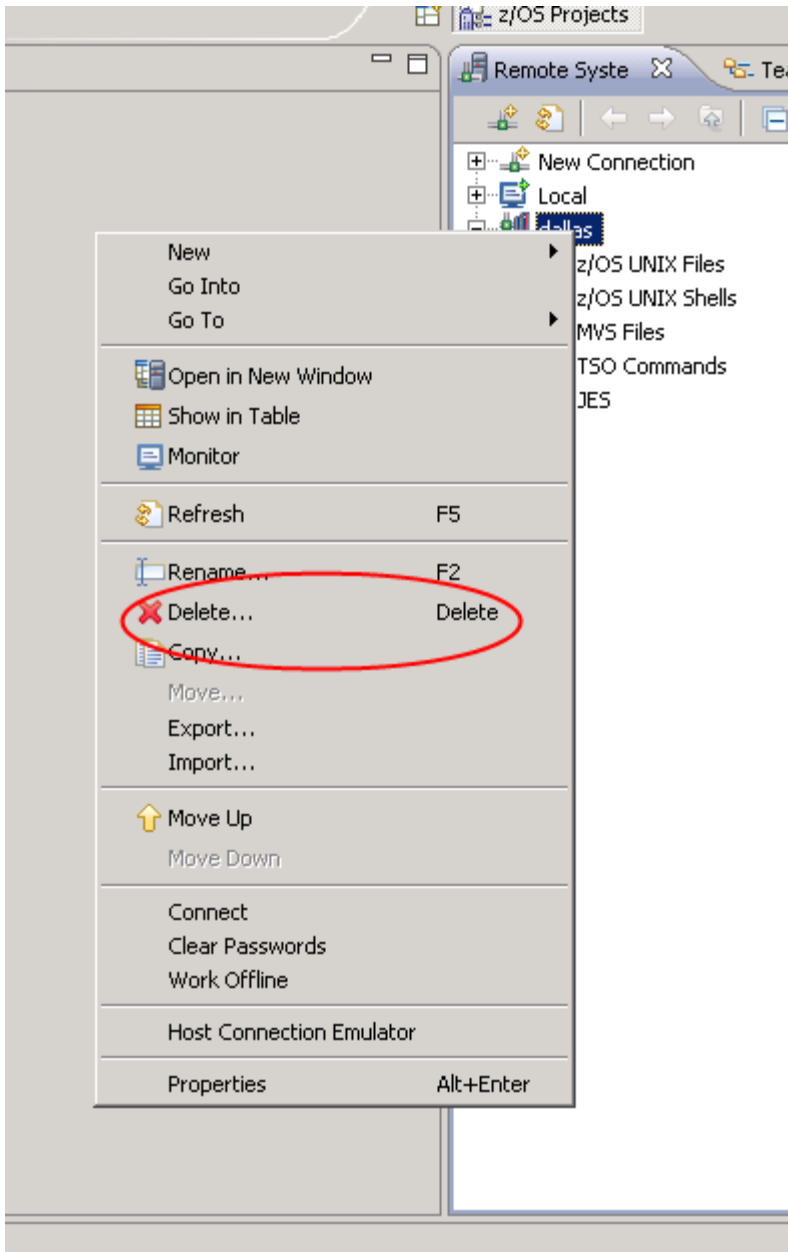 z/OS Projects
Remote Syste
Tea
New Connection
Local
dallas
z/OS UNIX Files
z/OS UNIX Shells
MVS Files
TSO Commands
JES
New
Go Into
Go To
Open in New Window
Show in Table
Monitor
Refresh F5
Rename... F2
Delete... Delete
Copy...
Move...
Export...
Import...
Move Up
Move Down
Connect
Clear Passwords
Work Offline
Host Connection Emulator
Properties Alt+Enter